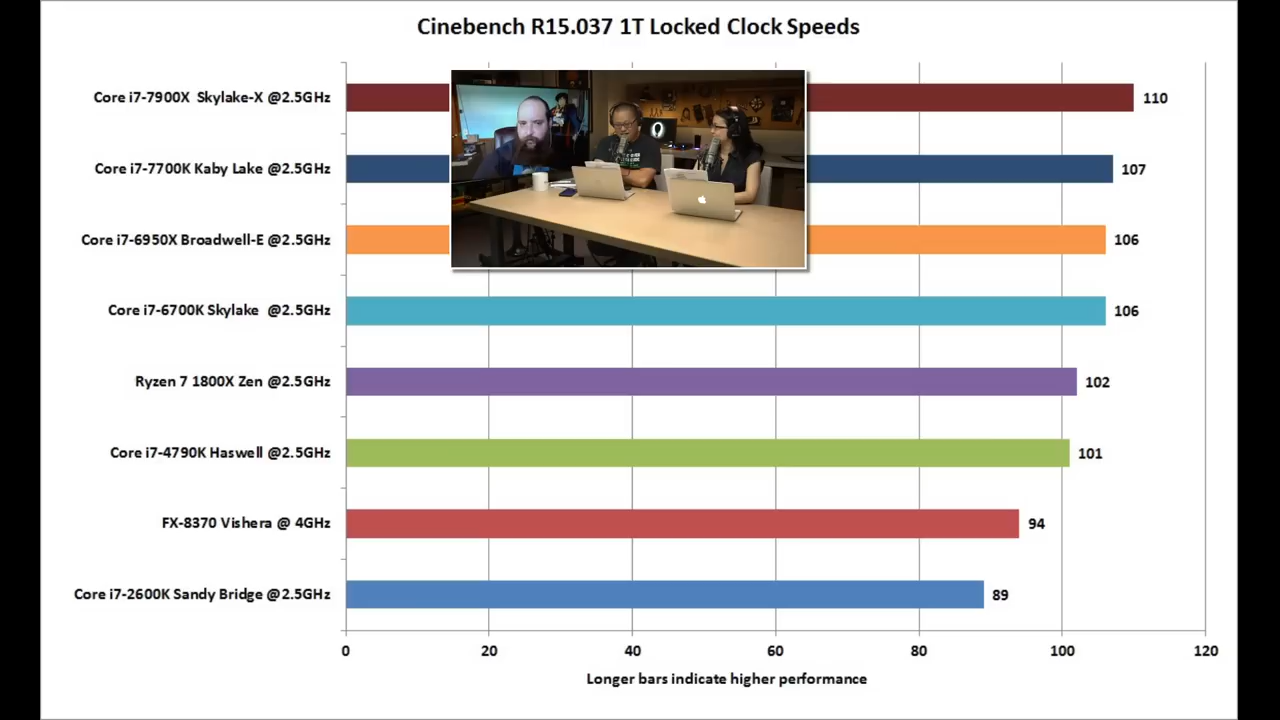 Cinebench R15.037 1T Locked Clock Speeds
Core i7-7900X  Skylake-X @2.5GHz 110
Core i7-7700K Kaby Lake @2.5GHz 107
Core i7-6950X Broadwell-E @2.5GHz 106
Core i7-6700K Skylake  @2.5GHz 106
Ryzen 7 1800X Zen @2.5GHz 102
Core i7-4790K Haswell @2.5GHz 101
FX-8370 Vishera @ 4GHz 94
Core i7-2600K Sandy Bridge @2.5GHz 89
0 20 40 60 80 100 120
Longer bars indicate higher performance